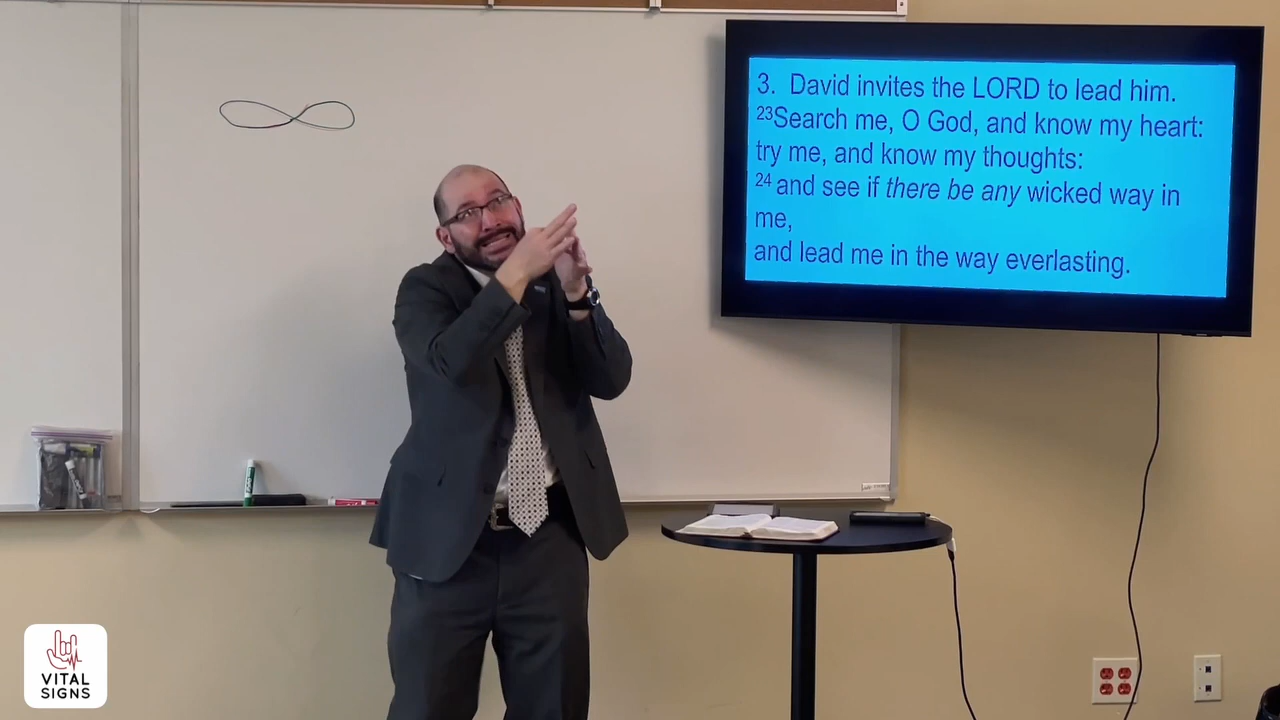 3. David invites the LORD to lead him.
23Search me, O God, and know my heart:
try me, and know my thoughts:
24 and see if there be any wicked way in
me,
and lead me in the way everlasting.
VITAL
SIGNS